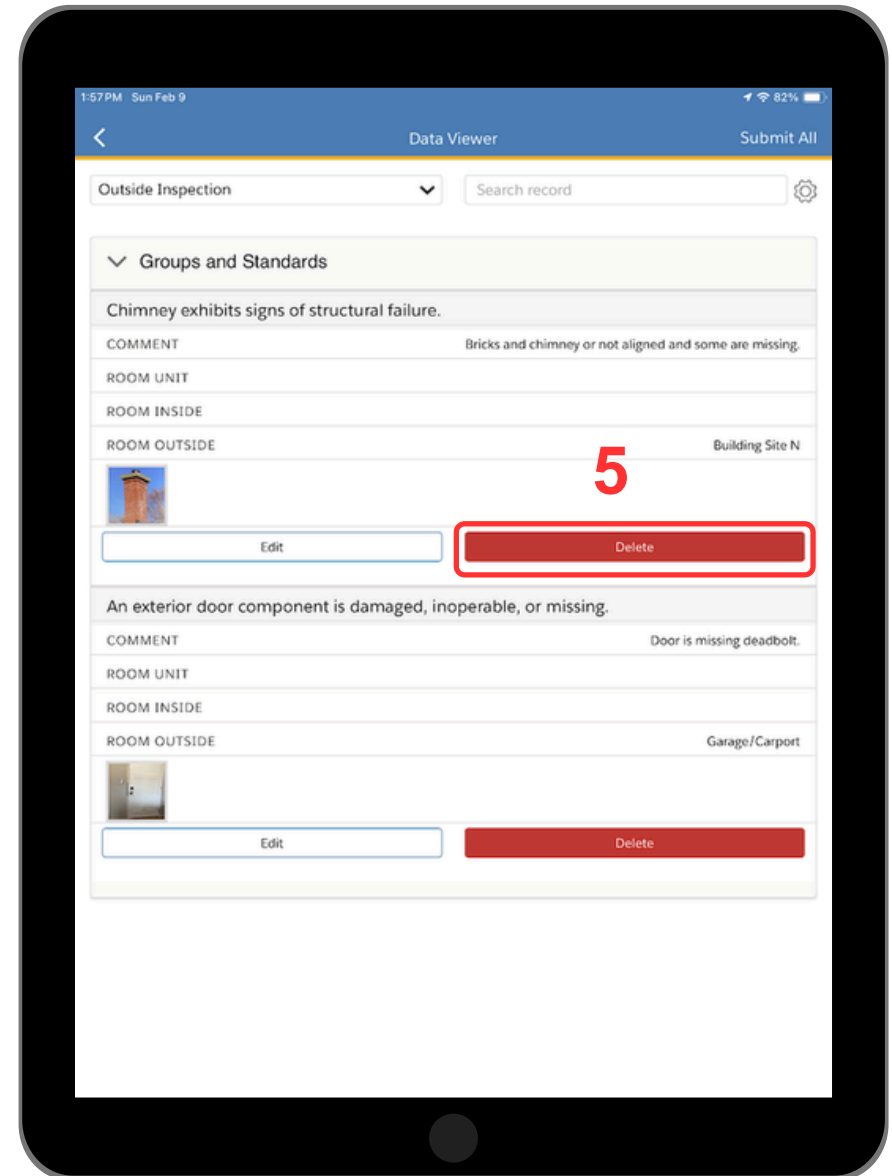 1:57 PM Sun Feb 9 82%
Data Viewer Submit All
Outside Inspection Search record
Groups and Standards
Chimney exhibits signs of structural failure.
COMMENT Bricks and chimney or not aligned and some are missing.
ROOM UNIT
ROOM INSIDE
ROOM OUTSIDE Building Site N
5
Edit Delete
An exterior door component is damaged, inoperable, or missing.
COMMENT Door is missing deadbolt.
ROOM UNIT
ROOM INSIDE
ROOM OUTSIDE Garage/Carport
Edit Delete